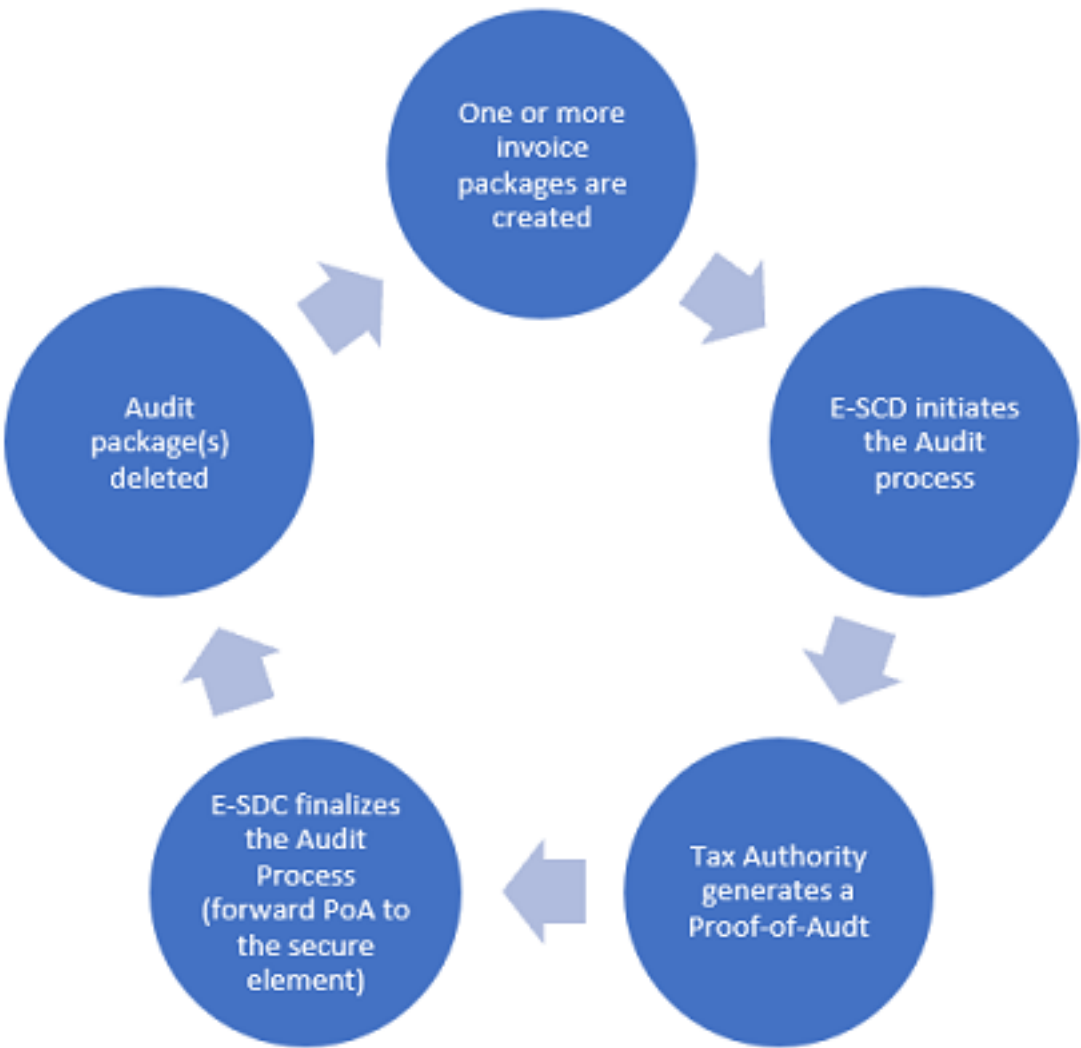 One or more
invoice
packages are
created
E-SCD initiates
the Audit
process
Tax Authority
generates a
Proof-of-Audt
E-SDC finalizes
the Audit
Process
(forward PoA to
the secure
element)
Audit
package(s)
deleted